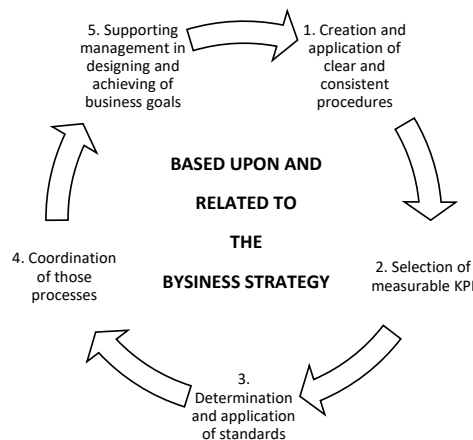 5. Supporting
management in
designing and
achieving of
business goals
1. Creation and
application of
clear and
consistent
procedures
BASED UPON AND
RELATED TO
THE
BYSINESS STRATEGY
4. Coordination
of those
processes
2. Selection of
measurable KPI
3.
Determination
and application
of standards